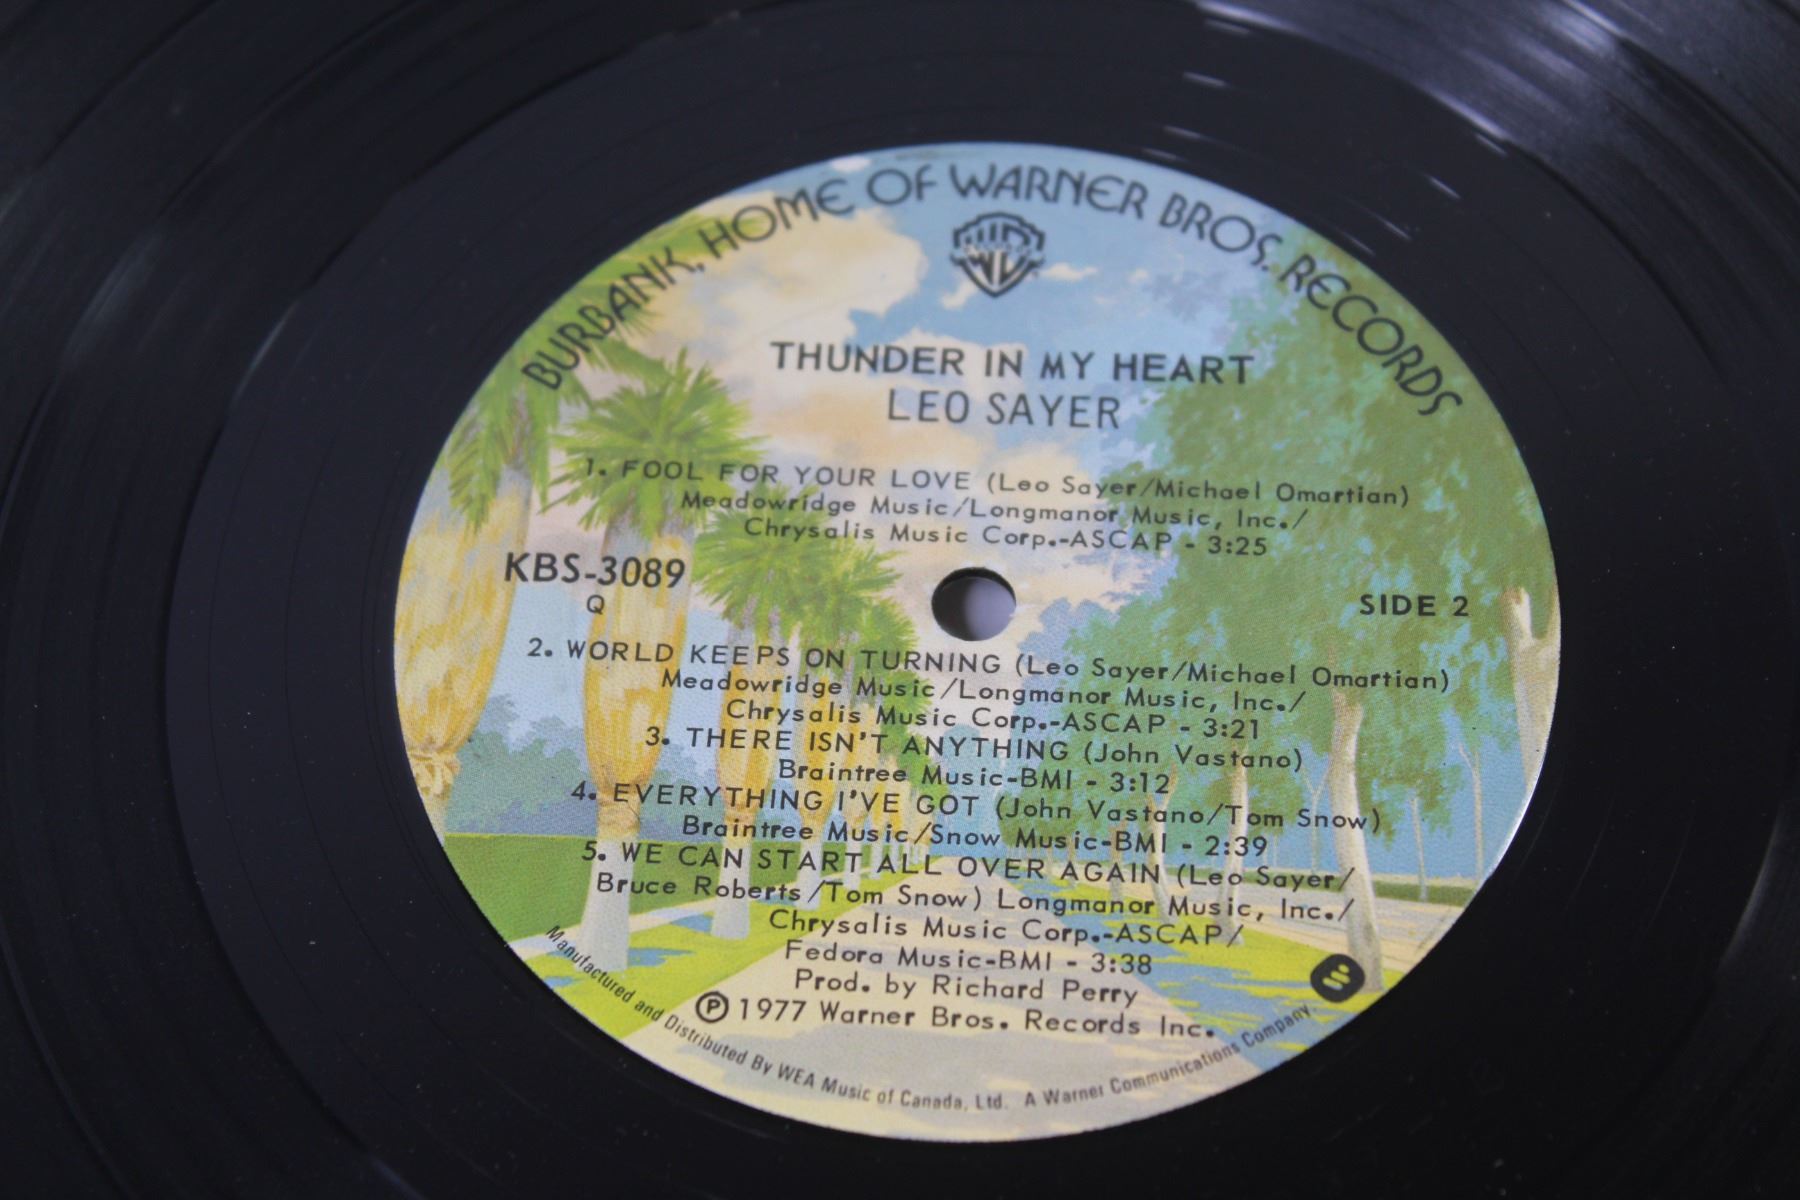 BURBANK, HOME OF WARNER BROS. RECORDS
THUNDER IN MY HEART
LEO SAYER
1. FOOL FOR YOUR LOVE (Leo Sayer/Michael Omartian)
Meadowridge Music/Longmanor Music, Inc./
Chrysalis Music Corp.-ASCAP - 3:25
KBS-3089
Q
SIDE 2
2. WORLD KEEPS ON TURNING (Leo Sayer/Michael Omartian)
Meadowridge Music/Longmanor Music, Inc./
Chrysalis Music Corp.-ASCAP - 3:21
3. THERE ISN'T ANYTHING (John Vastano)
Braintree Music-BMI - 3:12
4. EVERYTHING I'VE GOT (John Vastano/Tom Snow)
Braintree Music/Snow Music-BMI - 2:39
5. WE CAN START ALL OVER AGAIN (Leo Sayer/
Bruce Roberts/Tom Snow) Longmanor Music, Inc./
Chrysalis Music Corp.-ASCAP/
Fedora Music-BMI - 3:38
Prod. by Richard Perry
℗ 1977 Warner Bros. Records Inc.
Manufactured and Distributed By WEA Music of Canada, Ltd. A Warner Communications Company.